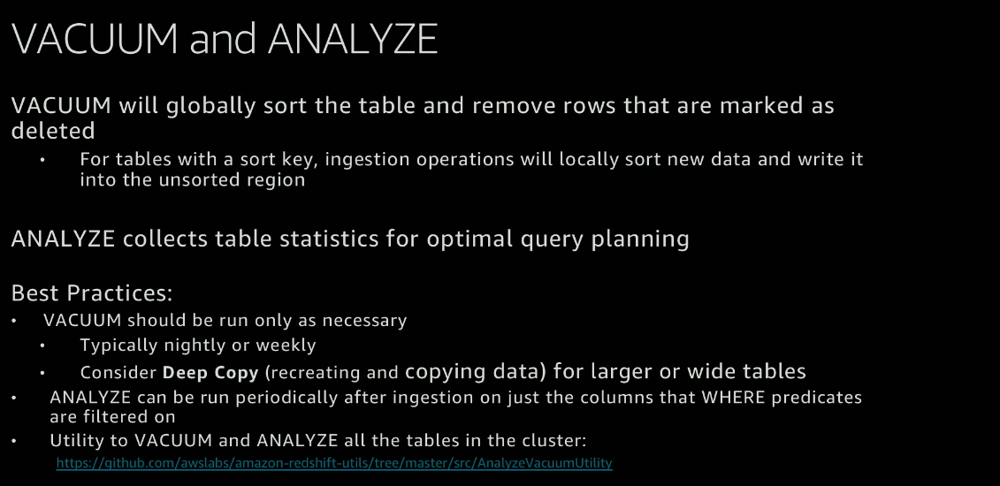 VACUUM and ANALYZE
VACUUM will globally sort the table and remove rows that are marked as
deleted
• For tables with a sort key, ingestion operations will locally sort new data and write it
into the unsorted region
ANALYZE collects table statistics for optimal query planning
Best Practices:
• VACUUM should be run only as necessary
• Typically nightly or weekly
• Consider Deep Copy (recreating and copying data) for larger or wide tables
• ANALYZE can be run periodically after ingestion on just the columns that WHERE predicates
are filtered on
• Utility to VACUUM and ANALYZE all the tables in the cluster:
https://github.com/awslabs/amazon-redshift-utils/tree/master/src/AnalyzeVacuumUtility